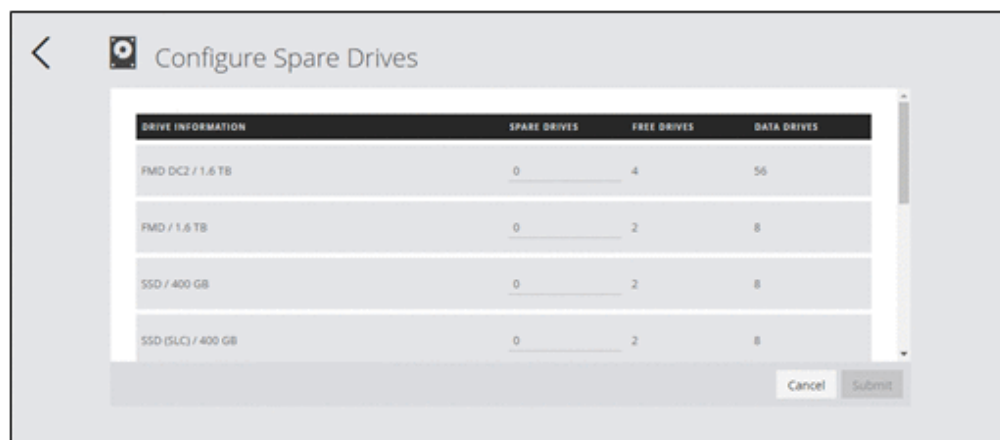 Configure Spare Drives
DRIVE INFORMATION SPARE DRIVES FREE DRIVES DATA DRIVES
FMD DC2 / 1.6 TB 0 4 56
FMD / 1.6 TB 0 2 8
SSD / 400 GB 0 2 8
SSD (SLC) / 400 GB 0 2 8
Cancel Submit